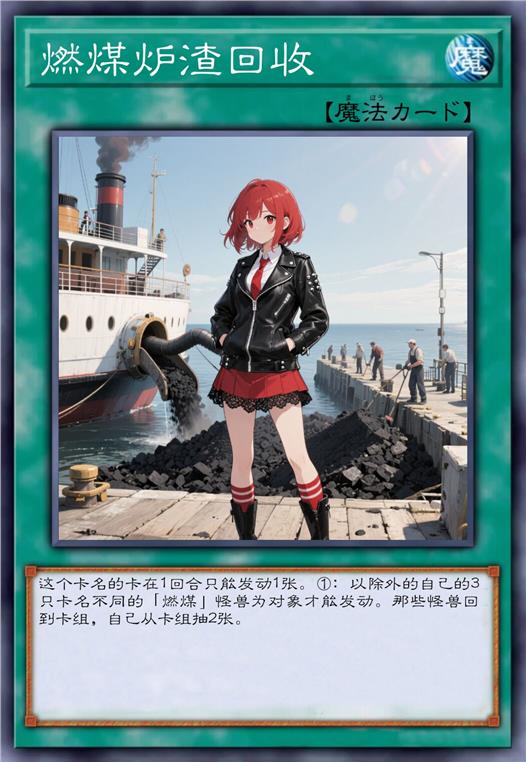 燃煤炉渣回收
魔
【魔法カード】
ま ほう
这个卡名的卡在1回合只能发动1张。①：以除外的自己的3
只卡名不同的「燃煤」怪兽为对象才能发动。那些怪兽回
到卡组，自己从卡组抽2张。